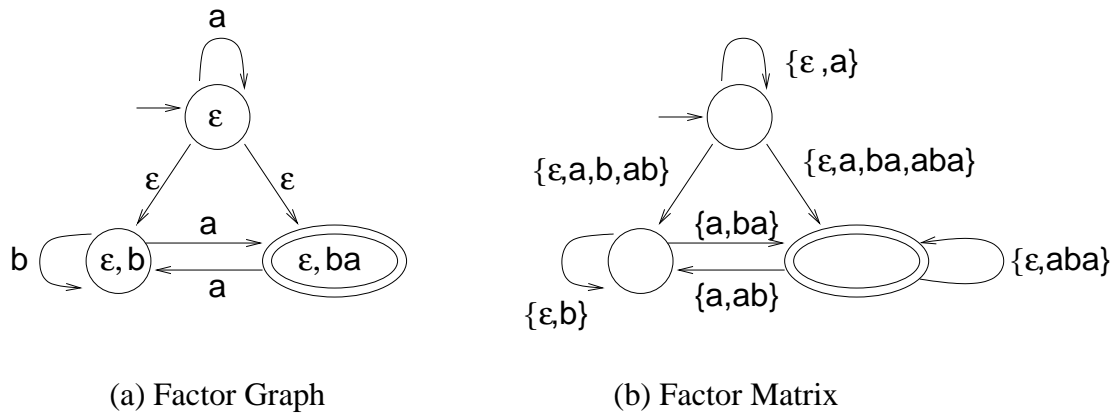 a
{ε ,a}
ε
ε
ε
{ε,a,b,ab}
{ε,a,ba,aba}
a
{a,ba}
b
ε, b
ε, ba
{ε,aba}
a
{a,ab}
{ε,b}
(a) Factor Graph
(b) Factor Matrix